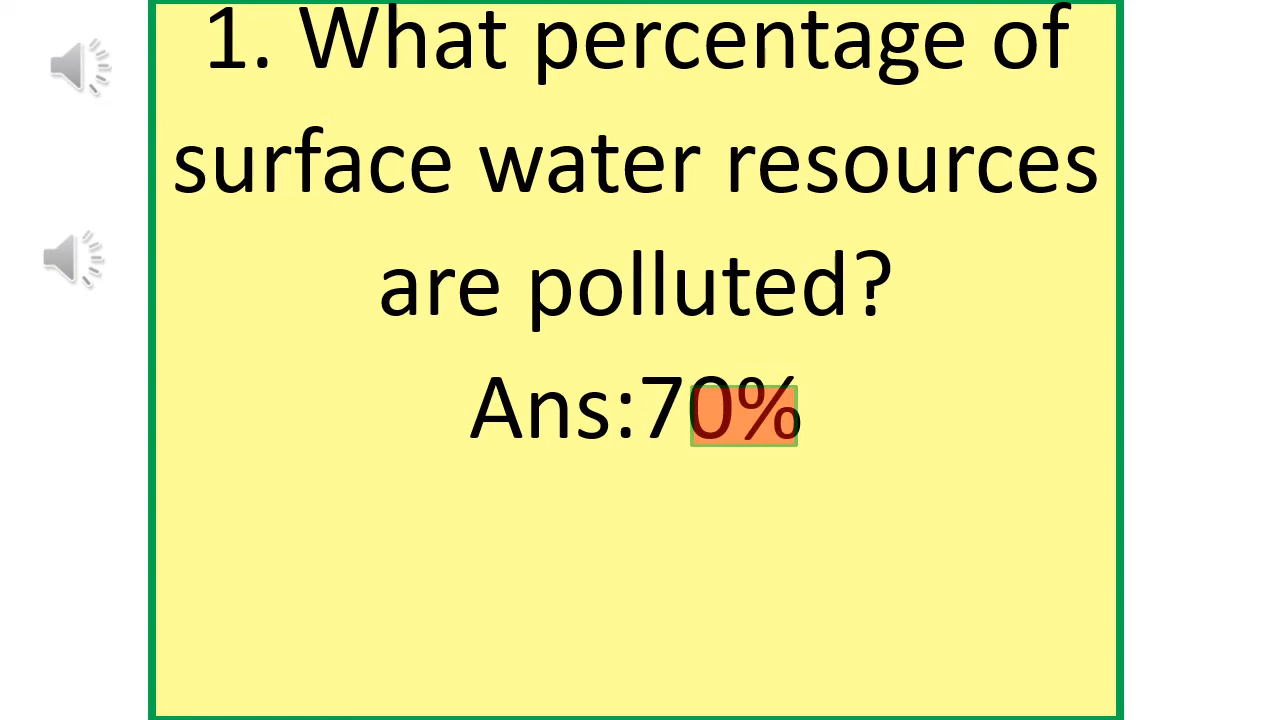 1. What percentage of
surface water resources
are polluted?
Ans:70%